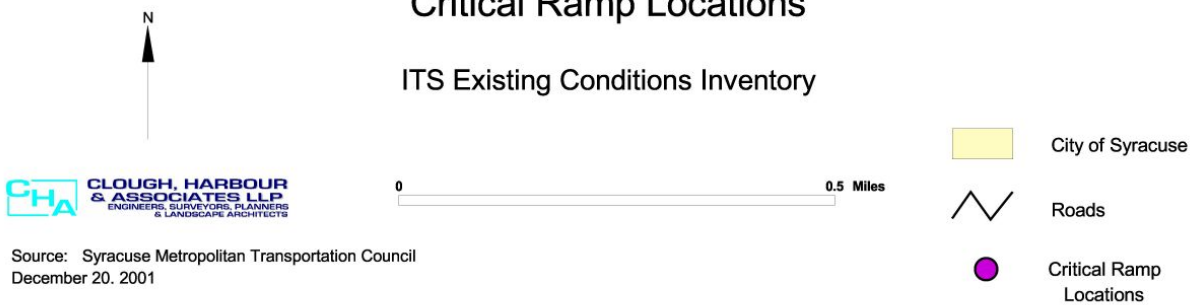 Critical Ramp Locations
N
ITS Existing Conditions Inventory
City of Syracuse
CHA
CLOUGH, HARBOUR
& ASSOCIATES LLP
ENGINEERS, SURVEYORS, PLANNERS
& LANDSCAPE ARCHITECTS
0
0.5 Miles
Roads
Source: Syracuse Metropolitan Transportation Council
December 20. 2001
Critical Ramp
Locations